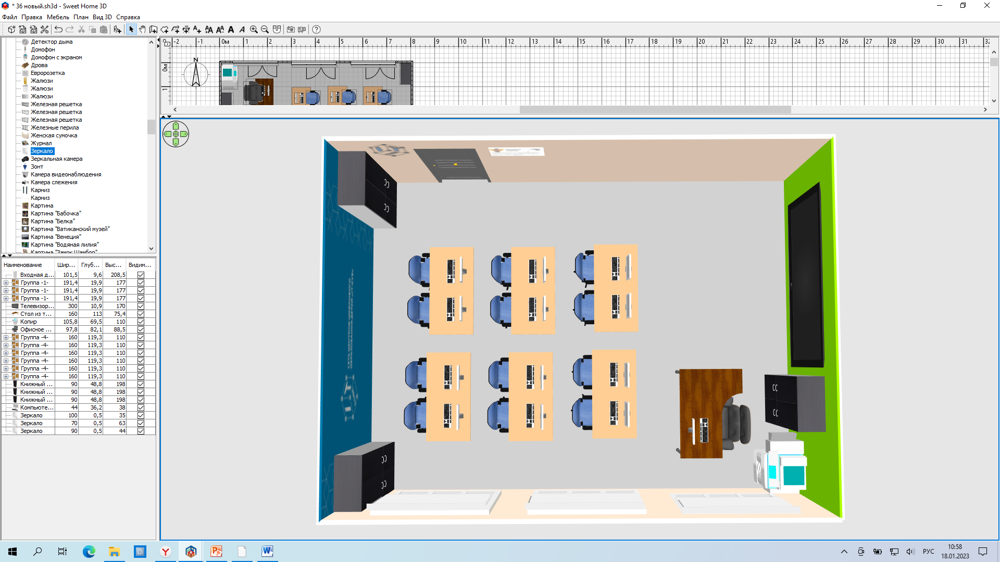 * 36 новый.sh3d - Sweet Home 3D
Файл Правка Мебель План Вид 3D Справка
Детектор дыма
Домофон
Домофон с экраном
Дрова
Евророзетка
Жалюзи
Жалюзи
Жалюзи
Железная решетка
Железная решетка
Железная решетка
Железные перила
Женская сумочка
Журнал
Зеркало
Зеркальная камера
Зонт
Камера видеонаблюдения
Камера слежения
Карниз
Карниз
Картина
Картина "Бабочка"
Картина "Белка"
Картина "Ватиканский музей"
Картина "Венеция"
Картина "Водяная лилия"
Картина "Замок Шамбор"
-2 -1 0м 1 2 3 4 5 6 7 8 9 10 11 12 13 14 15 16 17 18 19 20 21 22 23 24 25 26 27 28 29 30 31 32
0м
1
N
Наименование Шир... Глуб... Выс... Видим...
Входная д... 101,5 9,6 208,5
Группа -1- 191,4 19,9 177
Группа -1- 191,4 19,9 177
Группа -1- 191,4 19,9 177
Телевизор... 300 10,9 170
Стол из т... 160 113 75,4
Копир 105,8 69,5 110
Офисное ... 97,8 82,1 88,5
Группа -4- 160 119,3 110
Группа -4- 160 119,3 110
Группа -4- 160 119,3 110
Группа -4- 160 119,3 110
Группа -4- 160 119,3 110
Группа -4- 160 119,3 110
Книжный ... 90 48,8 198
Книжный ... 90 48,8 198
Книжный ... 90 48,8 198
Компьюте... 44 36,2 38
Зеркало 100 0,5 35
Зеркало 70 0,5 63
Зеркало 90 0,5 44
СЕТЬ ЦЕНТРОВ ЦИФРОВОГО
ОБРАЗОВАНИЯ ДЕТЕЙ «IT-КУБ»
РУС
10:58
18.01.2023